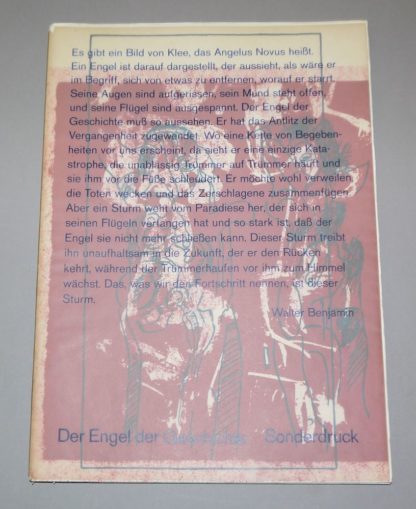 Es gibt ein Bild von Klee, das Angelus Novus heißt.
Ein Engel ist darauf dargestellt, der aussieht, als wäre er
im Begriff, sich von etwas zu entfernen, worauf er starrt.
Seine Augen sind aufgerissen, sein Mund steht offen,
und seine Flügel sind ausgespannt. Der Engel der
Geschichte muß so aussehen. Er hat das Antlitz der
Vergangenheit zugewendet. Wo eine Kette von Begeben-
heiten vor uns erscheint, da sieht er eine einzige Kata-
strophe, die unablässig Trümmer auf Trümmer häuft und
sie ihm vor die Füße schleudert. Er möchte wohl verweilen,
die Toten wecken und das Zerschlagene zusammenfügen.
Aber ein Sturm weht vom Paradiese her, der sich in
seinen Flügeln verfangen hat und so stark ist, daß der
Engel sie nicht mehr schließen kann. Dieser Sturm treibt
ihn unaufhaltsam in die Zukunft, der er den Rücken
kehrt, während der Trümmerhaufen vor ihm zum Himmel
wächst. Das, was wir den Fortschritt nennen, ist dieser
Sturm.
Walter Benjamin
Der Engel der Geschichte Sonderdruck